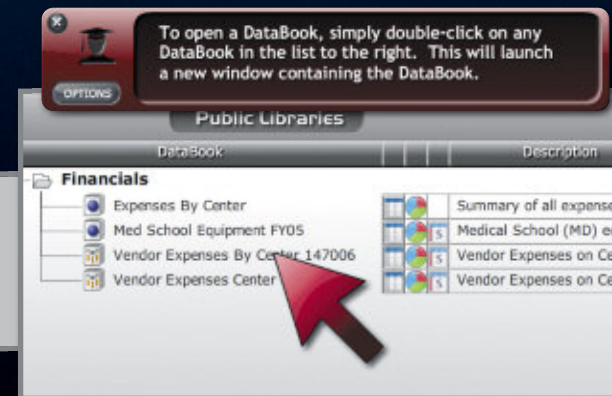 To open a DataBook, simply double-click on any
DataBook in the list to the right. This will launch
a new window containing the DataBook.
OPTIONS
Public Libraries
DataBook Description
Financials
Expenses By Center Summary of all expense
Med School Equipment FY05 S Medical School (MD) e
Vendor Expenses By Center 147006 S Vendor Expenses on Ce
Vendor Expenses Center S Vendor Expenses on Ce